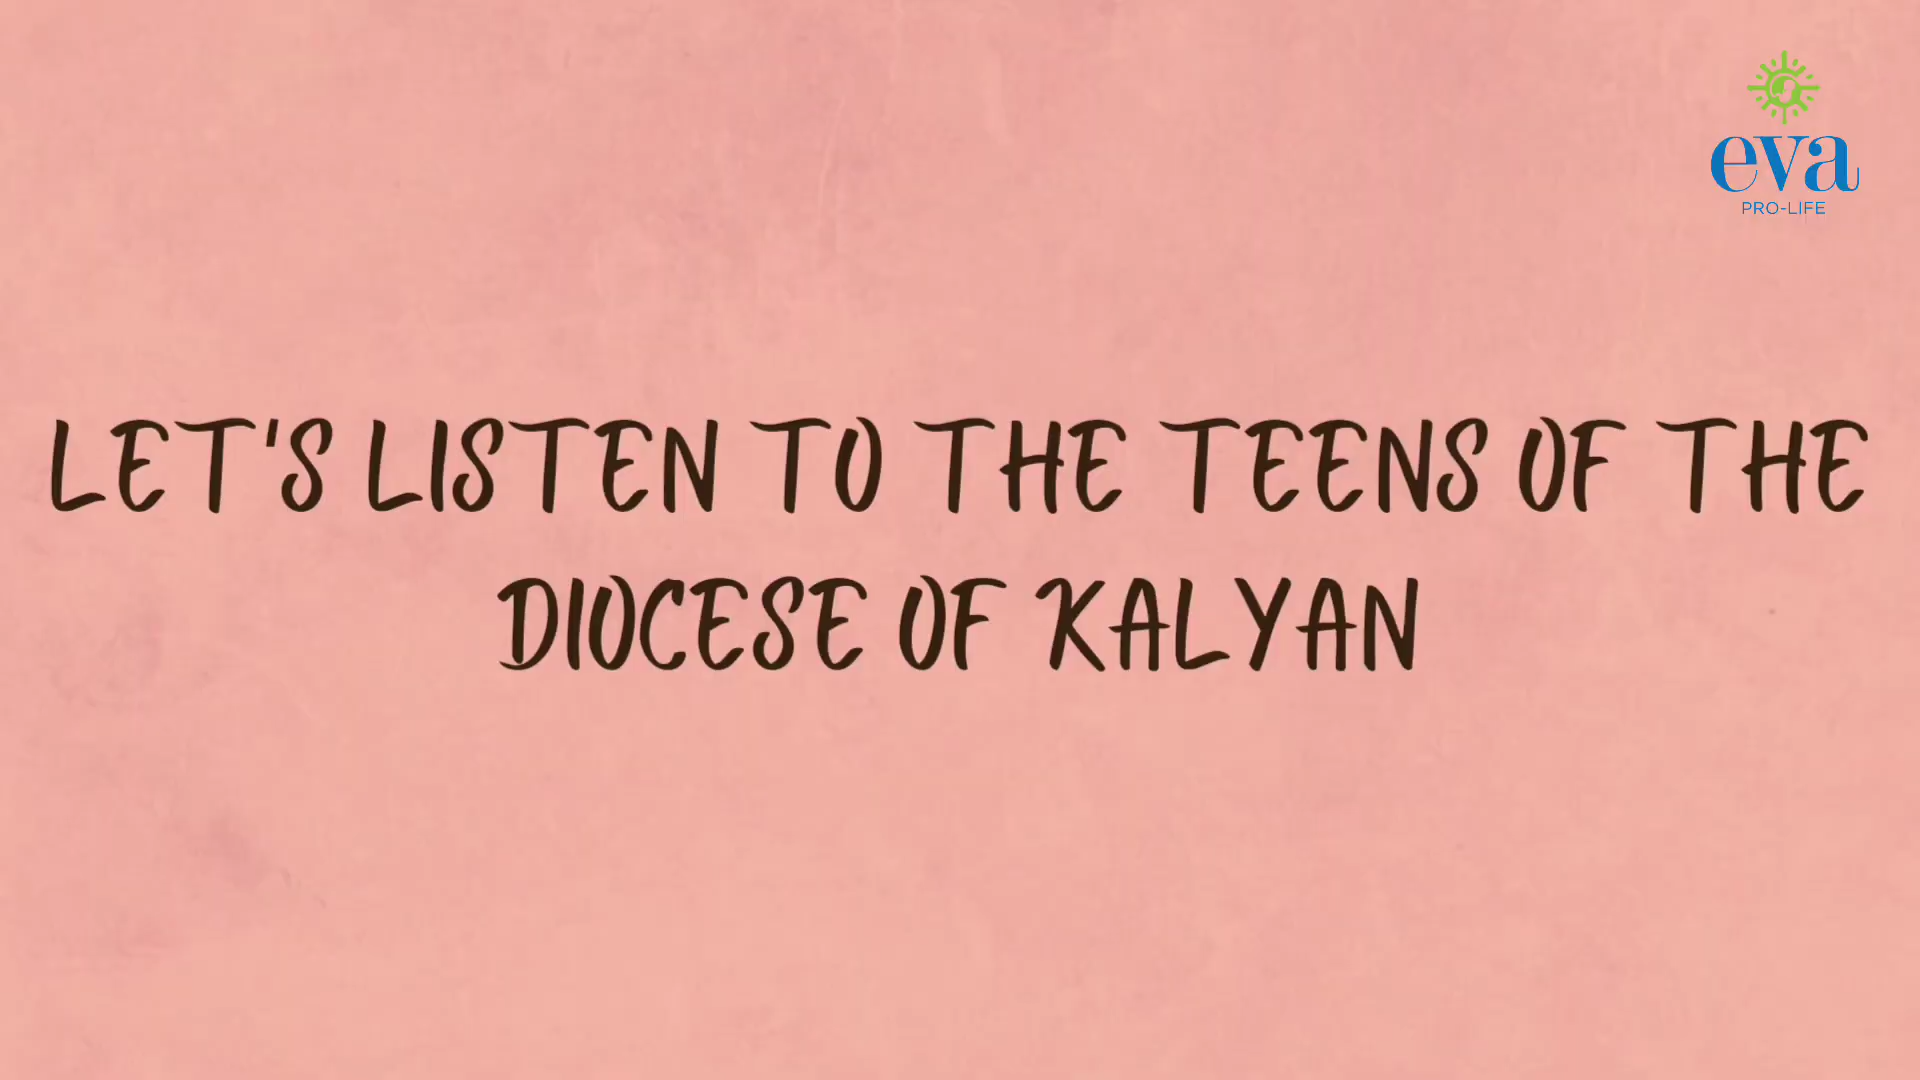 eva
PRO-LIFE
LET'S LISTEN TO THE TEENS OF THE
DIOCESE OF KALYAN